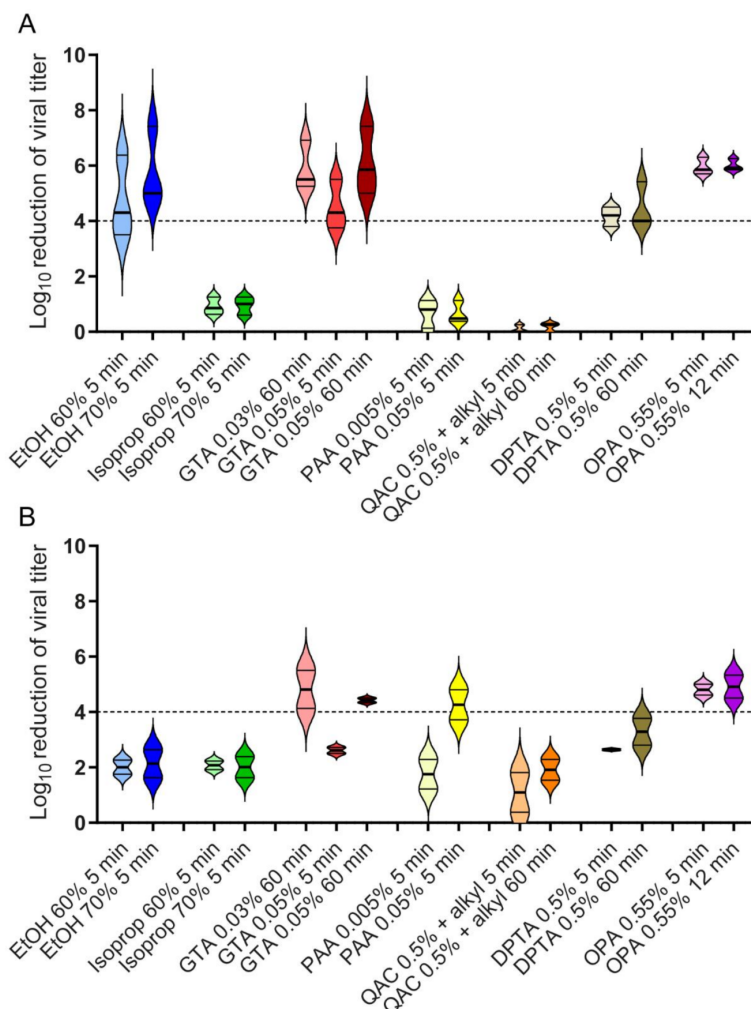 A
Log10 reduction of viral titer
10
8
6
4
2
0
EtOH 60% 5 min
EtOH 70% 5 min
Isoprop 60% 5 min
Isoprop 70% 5 min
GTA 0.03% 60 min
GTA 0.05% 5 min
GTA 0.05% 60 min
PAA 0.005% 5 min
PAA 0.05% 5 min
QAC 0.5% + alkyl 5 min
QAC 0.5% + alkyl 60 min
DPTA 0.5% 5 min
DPTA 0.5% 60 min
OPA 0.55% 5 min
OPA 0.55% 12 min
B
Log10 reduction of viral titer
10
8
6
4
2
0
EtOH 60% 5 min
EtOH 70% 5 min
Isoprop 60% 5 min
Isoprop 70% 5 min
GTA 0.03% 60 min
GTA 0.05% 5 min
GTA 0.05% 60 min
PAA 0.005% 5 min
PAA 0.05% 5 min
QAC 0.5% + alkyl 5 min
QAC 0.5% + alkyl 60 min
DPTA 0.5% 5 min
DPTA 0.5% 60 min
OPA 0.55% 5 min
OPA 0.55% 12 min